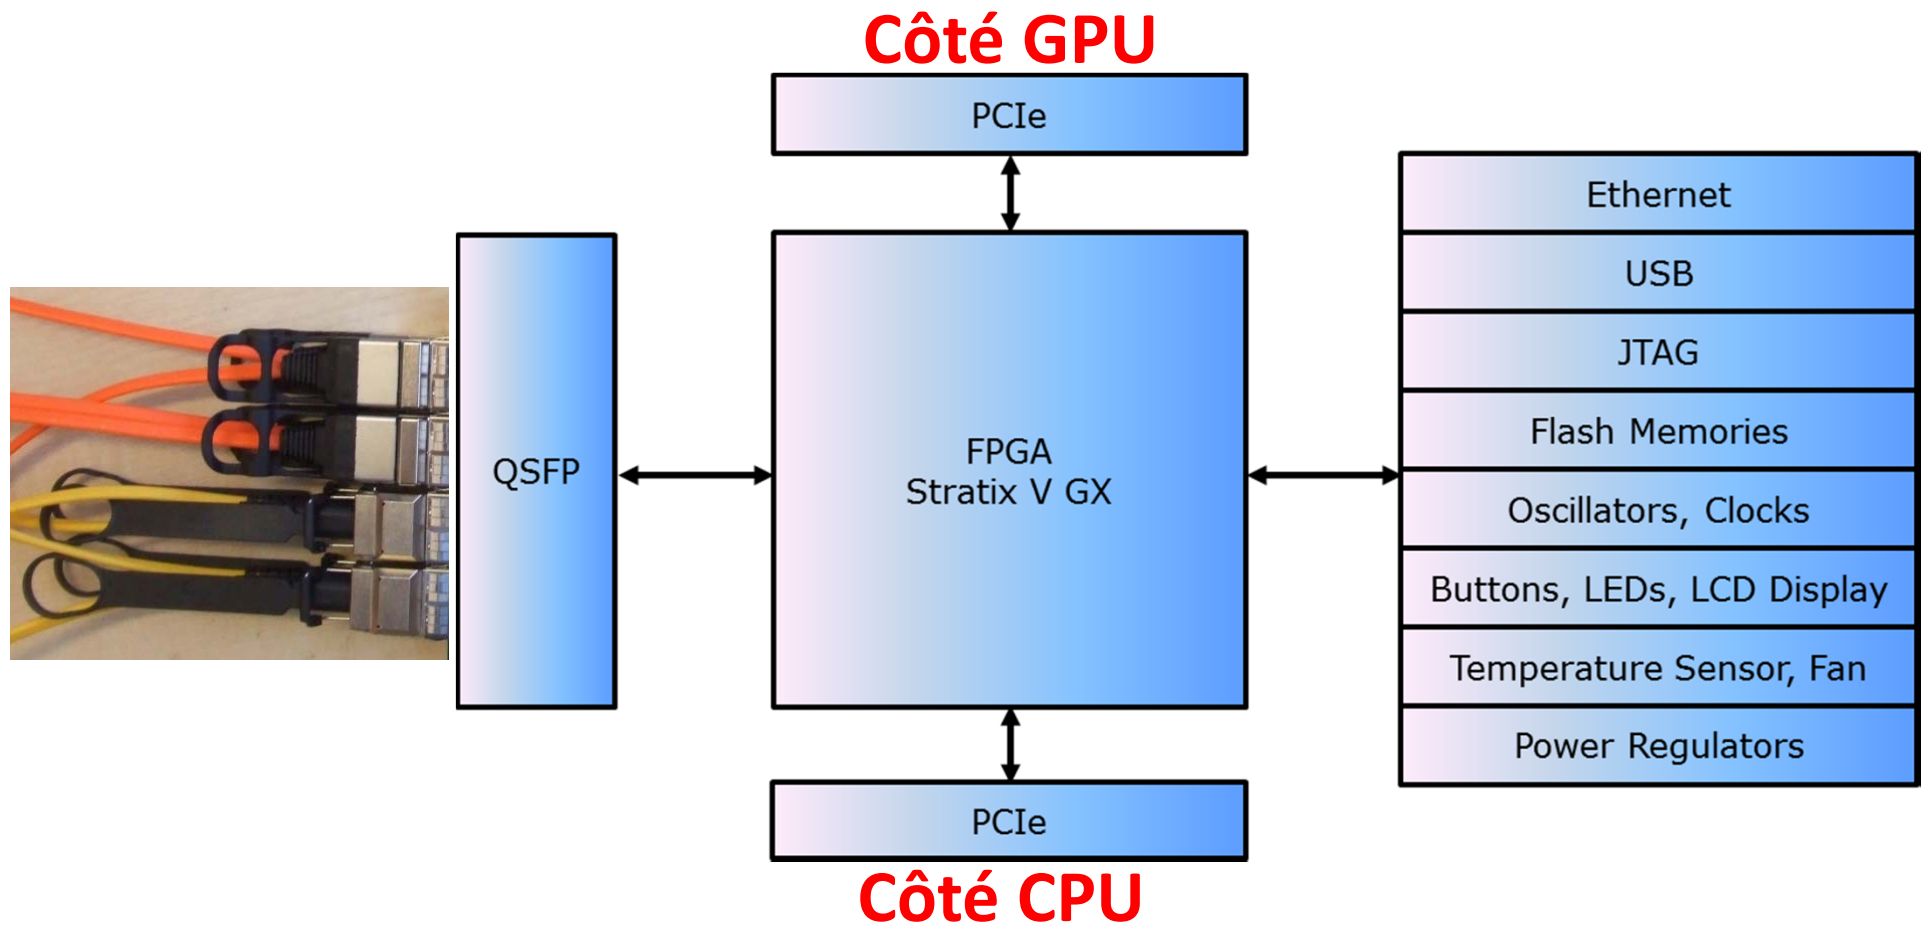 Côté GPU
PCIe
QSFP
FPGA
Stratix V GX
Ethernet
USB
JTAG
Flash Memories
Oscillators, Clocks
Buttons, LEDs, LCD Display
Temperature Sensor, Fan
Power Regulators
PCIe
Côté CPU